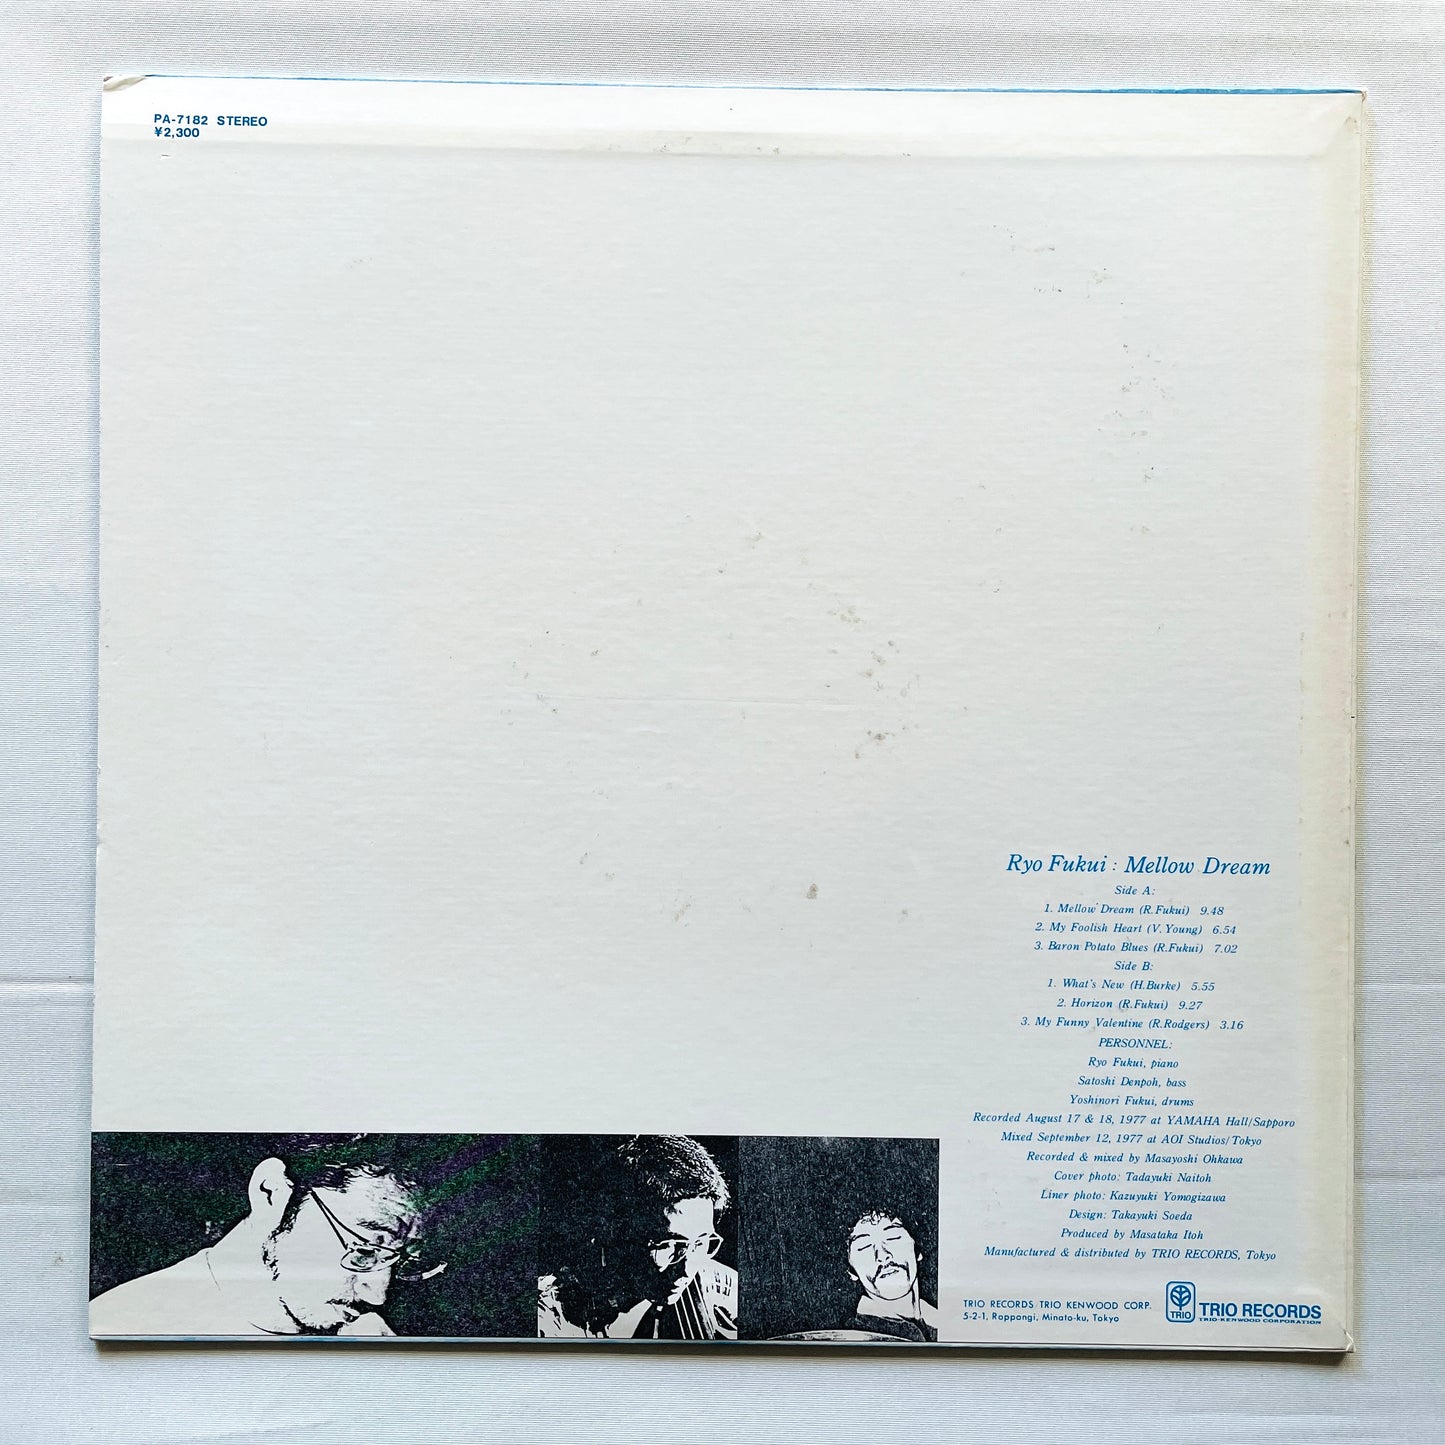 PA-7182 STEREO
¥2,300
Ryo Fukui : Mellow Dream
Side A:
1. Mellow Dream (R.Fukui) 9.48
2. My Foolish Heart (V.Young) 6.54
3. Baron Potato Blues (R.Fukui) 7.02
Side B:
1. What's New (H.Burke) 5.55
2. Horizon (R.Fukui) 9.27
3. My Funny Valentine (R.Rodgers) 3.16
PERSONNEL:
Ryo Fukui, piano
Satoshi Denpoh, bass
Yoshinori Fukui, drums
Recorded August 17 & 18, 1977 at YAMAHA Hall/Sapporo
Mixed September 12, 1977 at AOI Studios/Tokyo
Recorded & mixed by Masayoshi Ohkawa
Cover photo: Tadayuki Naitoh
Liner photo: Kazuyuki Yomogizawa
Design: Takayuki Soeda
Produced by Masataka Itoh
Manufactured & distributed by TRIO RECORDS, Tokyo
TRIO RECORDS/TRIO KENWOOD CORP.
5-2-1, Roppongi, Minato-ku, Tokyo
TRIO
TRIO RECORDS
TRIO-KENWOOD CORPORATION